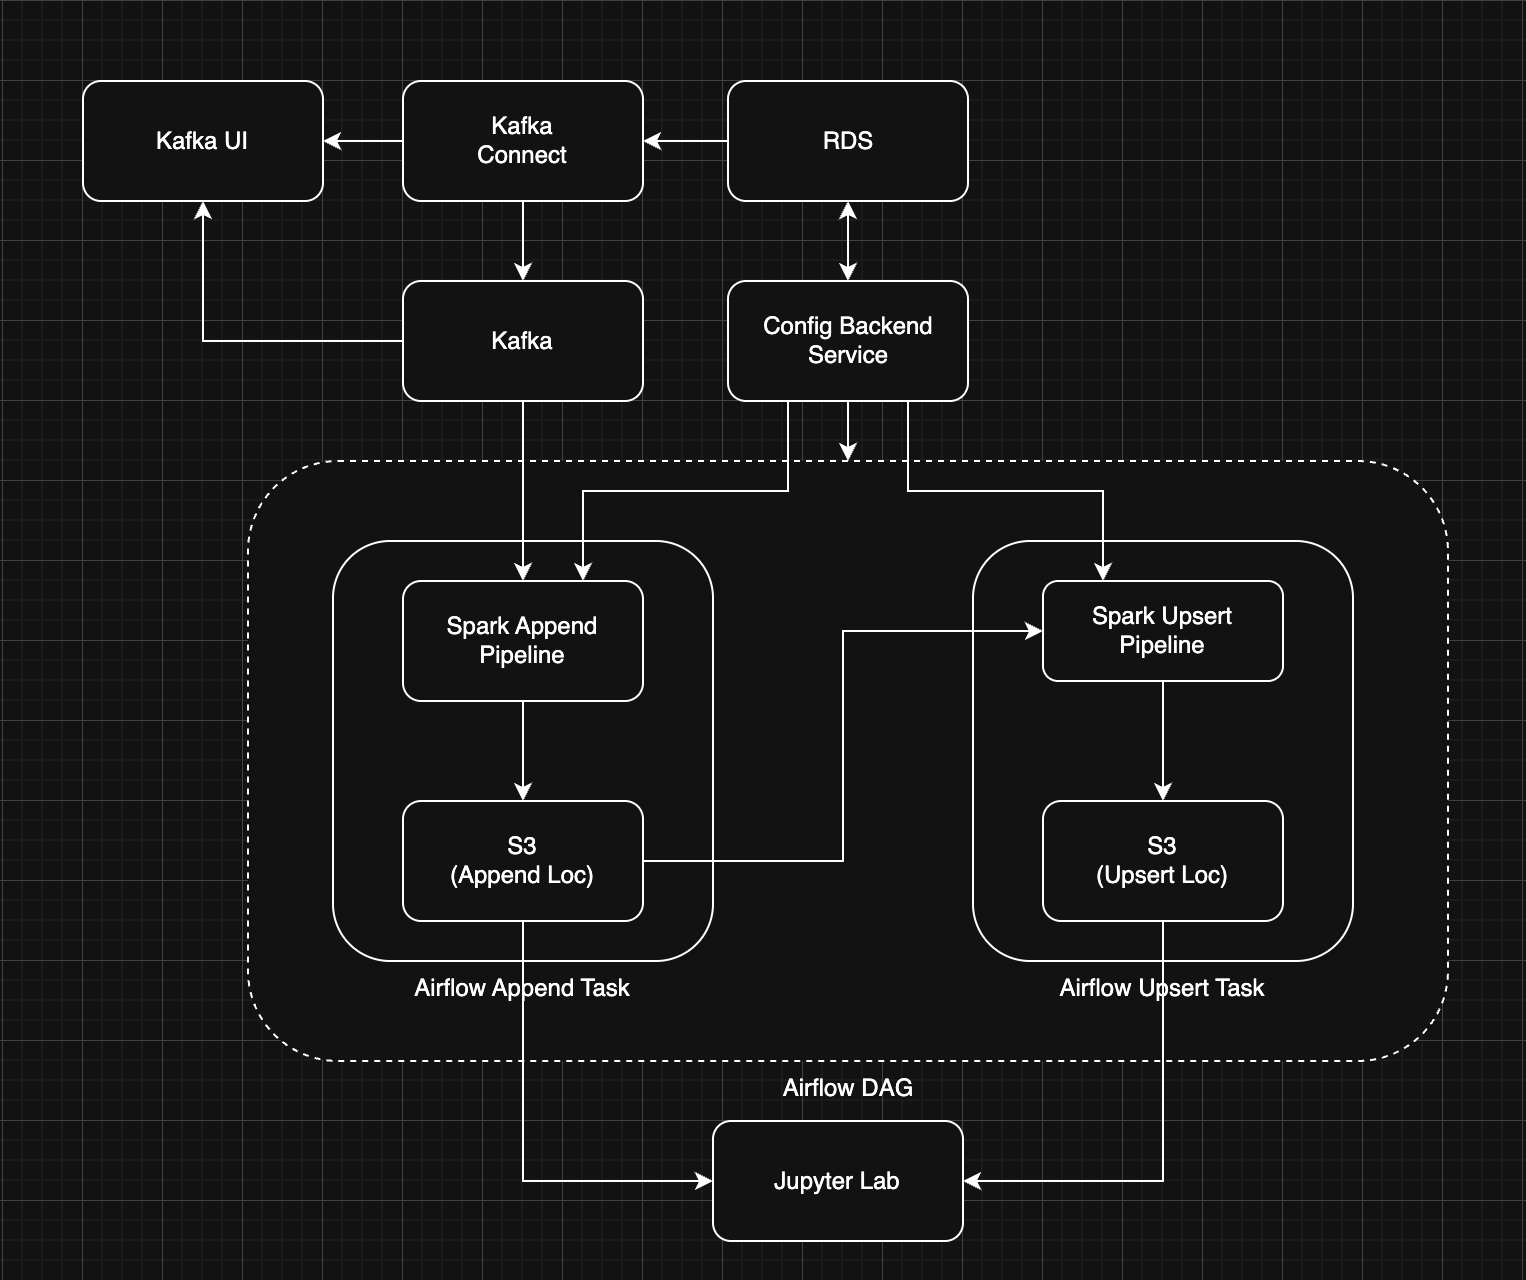 Kafka UI
Kafka
Connect
RDS
Kafka
Config Backend
Service
Spark Append
Pipeline
Spark Upsert
Pipeline
S3
(Append Loc)
S3
(Upsert Loc)
Airflow Append Task
Airflow Upsert Task
Airflow DAG
Jupyter Lab